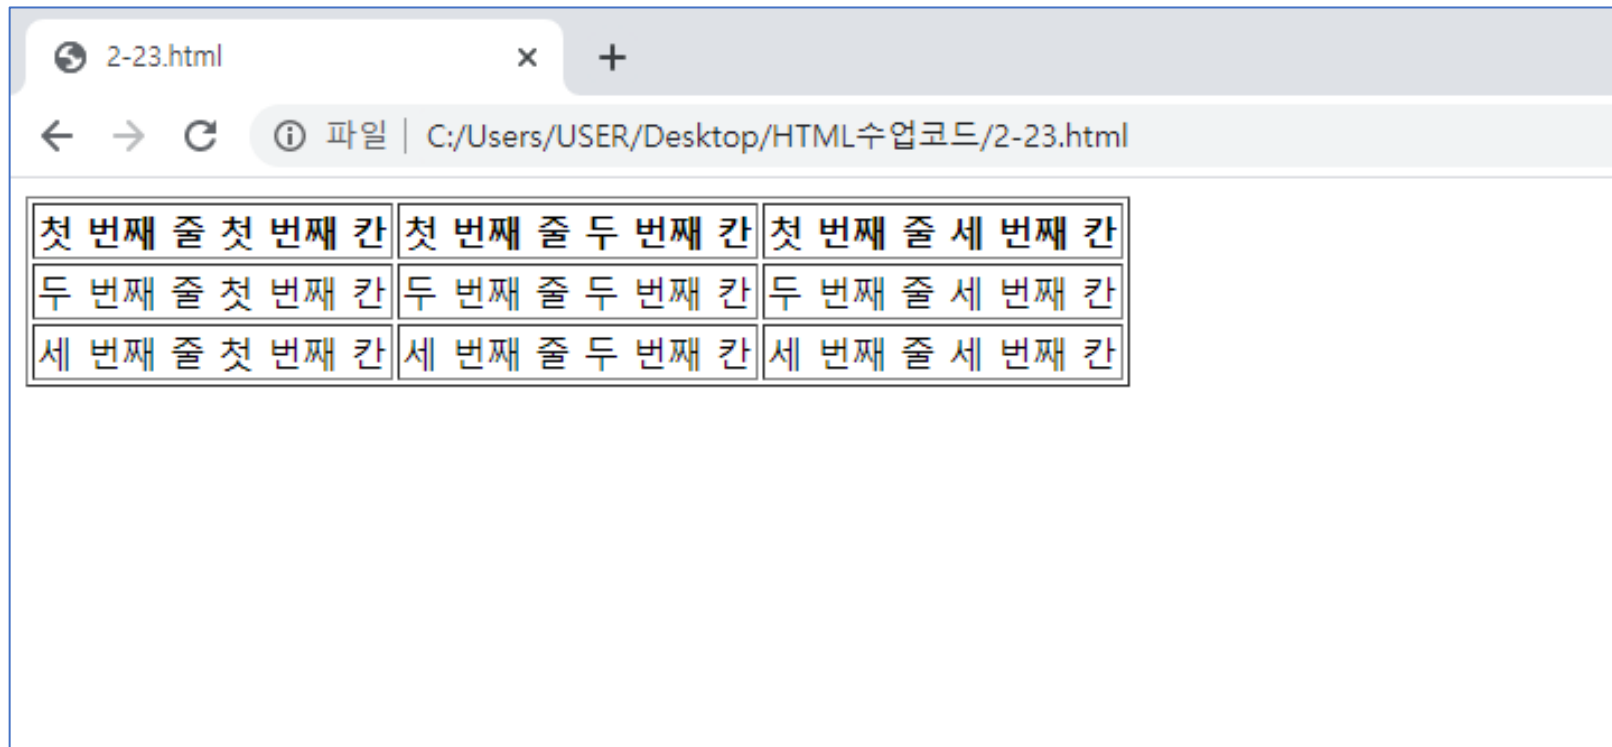 2-23.html
파일 | C:/Users/USER/Desktop/HTML수업코드/2-23.html
첫 번째 줄 첫 번째 칸 첫 번째 줄 두 번째 칸 첫 번째 줄 세 번째 칸
두 번째 줄 첫 번째 칸 두 번째 줄 두 번째 칸 두 번째 줄 세 번째 칸
세 번째 줄 첫 번째 칸 세 번째 줄 두 번째 칸 세 번째 줄 세 번째 칸